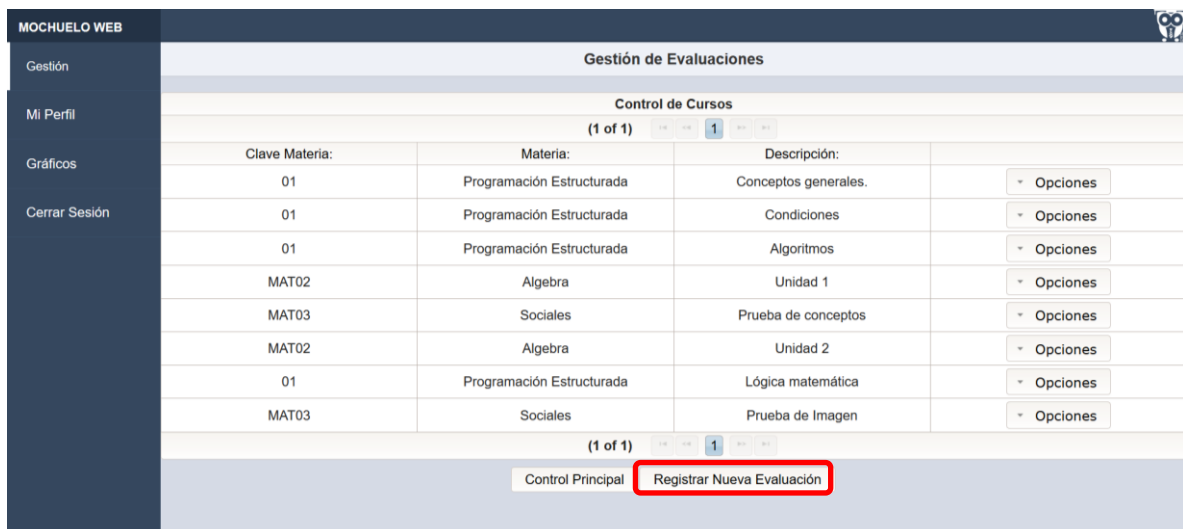 MOCHUELO WEB
Gestión
Mi Perfil
Gráficos
Cerrar Sesión
Gestión de Evaluaciones
Control de Cursos
(1 of 1) 1
Clave Materia: Materia: Descripción:
01 Programación Estructurada Conceptos generales. Opciones
01 Programación Estructurada Condiciones Opciones
01 Programación Estructurada Algoritmos Opciones
MAT02 Algebra Unidad 1 Opciones
MAT03 Sociales Prueba de conceptos Opciones
MAT02 Algebra Unidad 2 Opciones
01 Programación Estructurada Lógica matemática Opciones
MAT03 Sociales Prueba de Imagen Opciones
(1 of 1) 1
Control Principal Registrar Nueva Evaluación